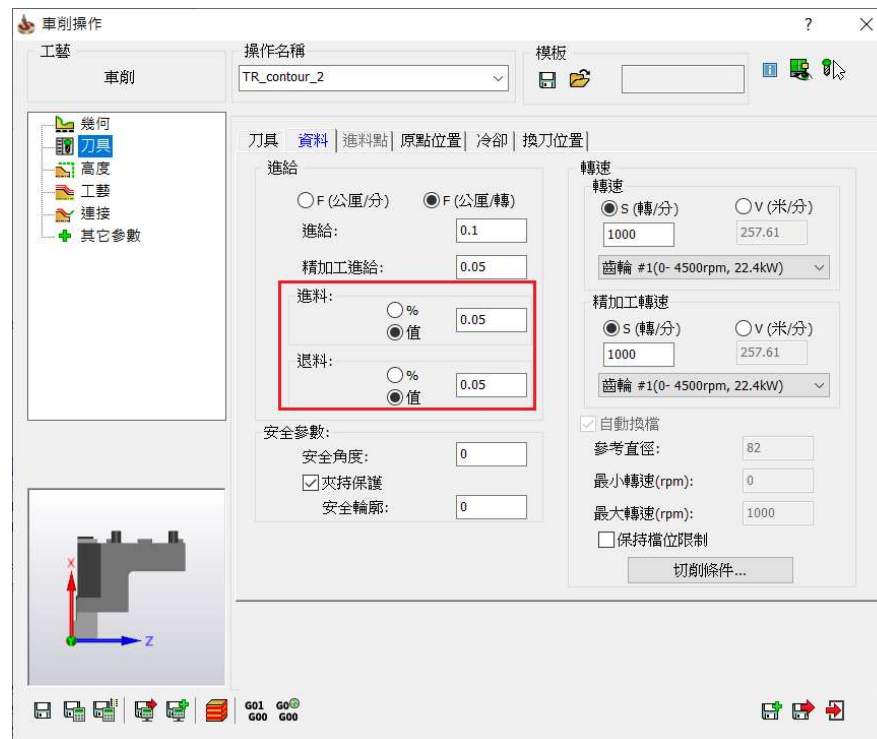 車削操作
?
工藝
車削
操作名稱
TR_contour_2
模板
幾何
刀具
高度
工藝
連接
其它參數
刀具 資料 進料點 原點位置 冷卻 換刀位置
進給
F (公厘/分) F (公厘/轉)
進給: 0.1
精加工進給: 0.05
進料:
%
值
0.05
退料:
%
值
0.05
安全參數:
安全角度: 0
夾持保護
安全輪廓: 0
轉速
轉速
S (轉/分) V (米/分)
1000 257.61
齒輪 #1(0- 4500rpm, 22.4kW)
精加工轉速
S (轉/分) V (米/分)
1000 257.61
齒輪 #1(0- 4500rpm, 22.4kW)
自動換檔
參考直徑: 82
最小轉速(rpm): 0
最大轉速(rpm): 1000
保持檔位限制
切削條件...
X
Z
G01 G00
G00 G00